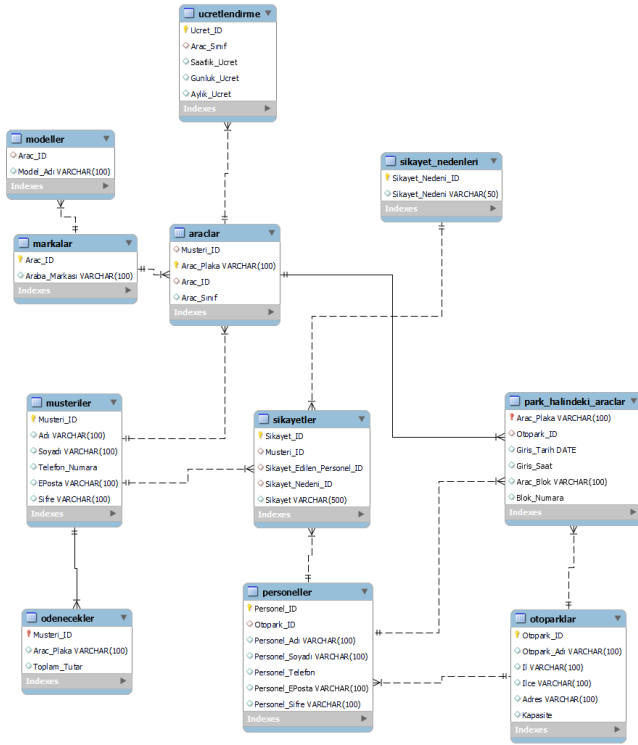 ucretlendirme
Ucret_ID
Arac_Sınıf
Saatlik_Ucret
Gunluk_Ucret
Aylık_Ucret
Indexes
modeller
Arac_ID
Model_Adı VARCHAR(100)
Indexes
sikayet_nedenleri
Sikayet_Nedeni_ID
Sikayet_Nedeni VARCHAR(50)
Indexes
markalar
Arac_ID
Araba_Markası VARCHAR(100)
Indexes
araclar
Musteri_ID
Arac_Plaka VARCHAR(100)
Arac_ID
Arac_Sınıf
Indexes
musteriler
Musteri_ID
Adı VARCHAR(100)
Soyadı VARCHAR(100)
Telefon_Numara
EPosta VARCHAR(100)
Sifre VARCHAR(100)
Indexes
sikayetler
Sikayet_ID
Musteri_ID
Sikayet_Edilen_Personel_ID
Sikayet_Nedeni_ID
Sikayet VARCHAR(500)
Indexes
park_halindeki_araclar
Arac_Plaka VARCHAR(100)
Otopark_ID
Giris_Tarih DATE
Giris_Saat
Arac_Blok VARCHAR(100)
Blok_Numara
Indexes
odenecekler
Musteri_ID
Arac_Plaka VARCHAR(100)
Toplam_Tutar
Indexes
personeller
Personel_ID
Otopark_ID
Personel_Adı VARCHAR(100)
Personel_Soyadı VARCHAR(100)
Personel_Telefon
Personel_EPosta VARCHAR(100)
Personel_Sifre VARCHAR(100)
Indexes
otoparklar
Otopark_ID
Otopark_Adı VARCHAR(100)
Il VARCHAR(100)
Ilce VARCHAR(100)
Adres VARCHAR(100)
Kapasite
Indexes